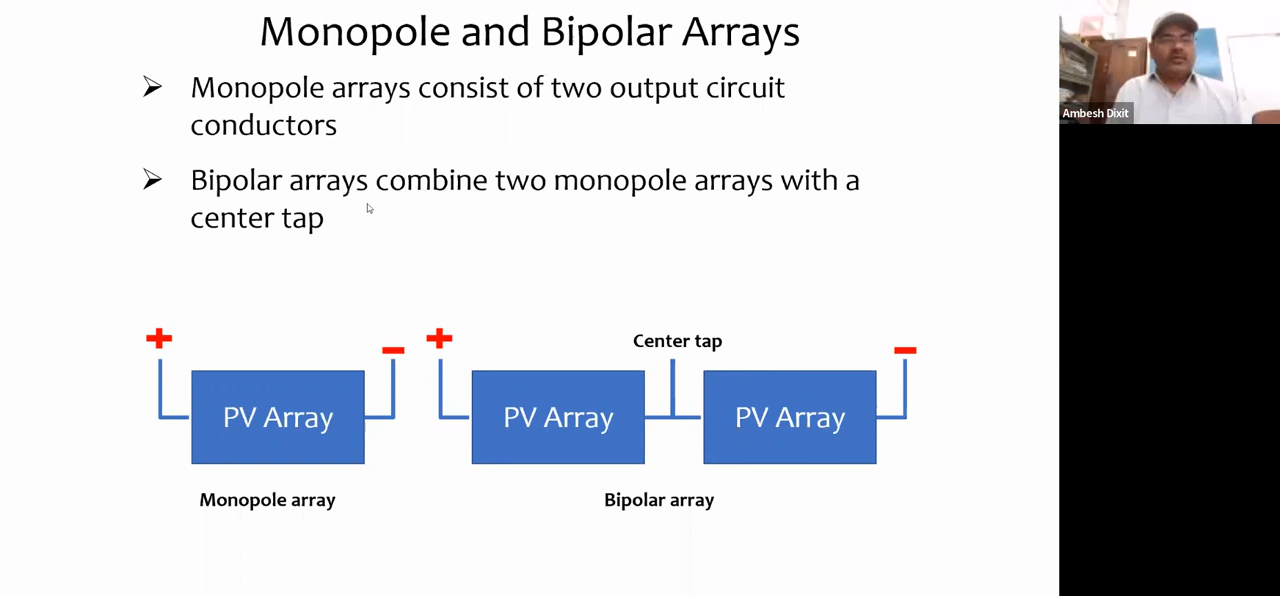 Monopole and Bipolar Arrays
Ambesh Dixit
➢ Monopole arrays consist of two output circuit
conductors
➢ Bipolar arrays combine two monopole arrays with a
center tap
+ − + Center tap −
PV Array PV Array PV Array
Monopole array Bipolar array